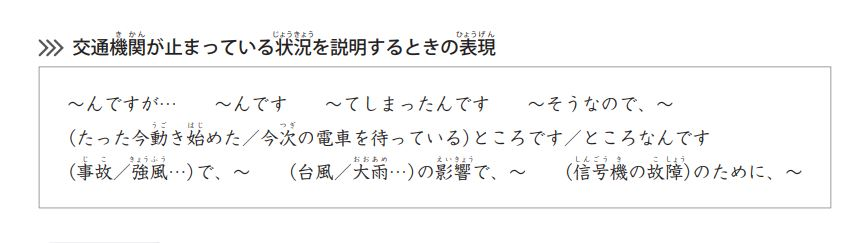 >>> 交通機関が止まっている状況を説明するときの表現
～んですが… ～んです ～てしまったんです ～そうなので、～
(たった今動き始めた／今次の電車を待っている)ところです／ところなんです
(事故／強風…)で、～ (台風／大雨…)の影響で、～ (信号機の故障)のために、～